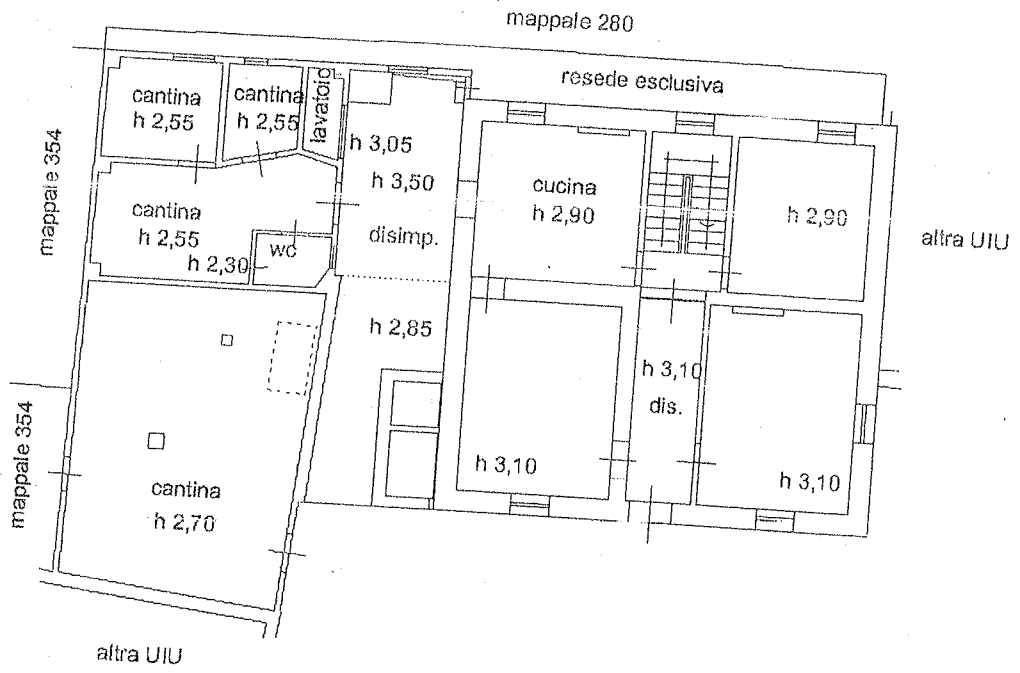 mappale 280
resede esclusiva
cantina
h 2,55
cantina
h 2,55
lavatoio
h 3,05
h 3,50
disimp.
mappale 354
cantina
h 2,55
h 2,30
wc
cucina
h 2,90
h 2,90
altra UIU
h 2,85
h 3,10
dis.
h 3,10
h 3,10
mappale 354
cantina
h 2,70
altra UIU